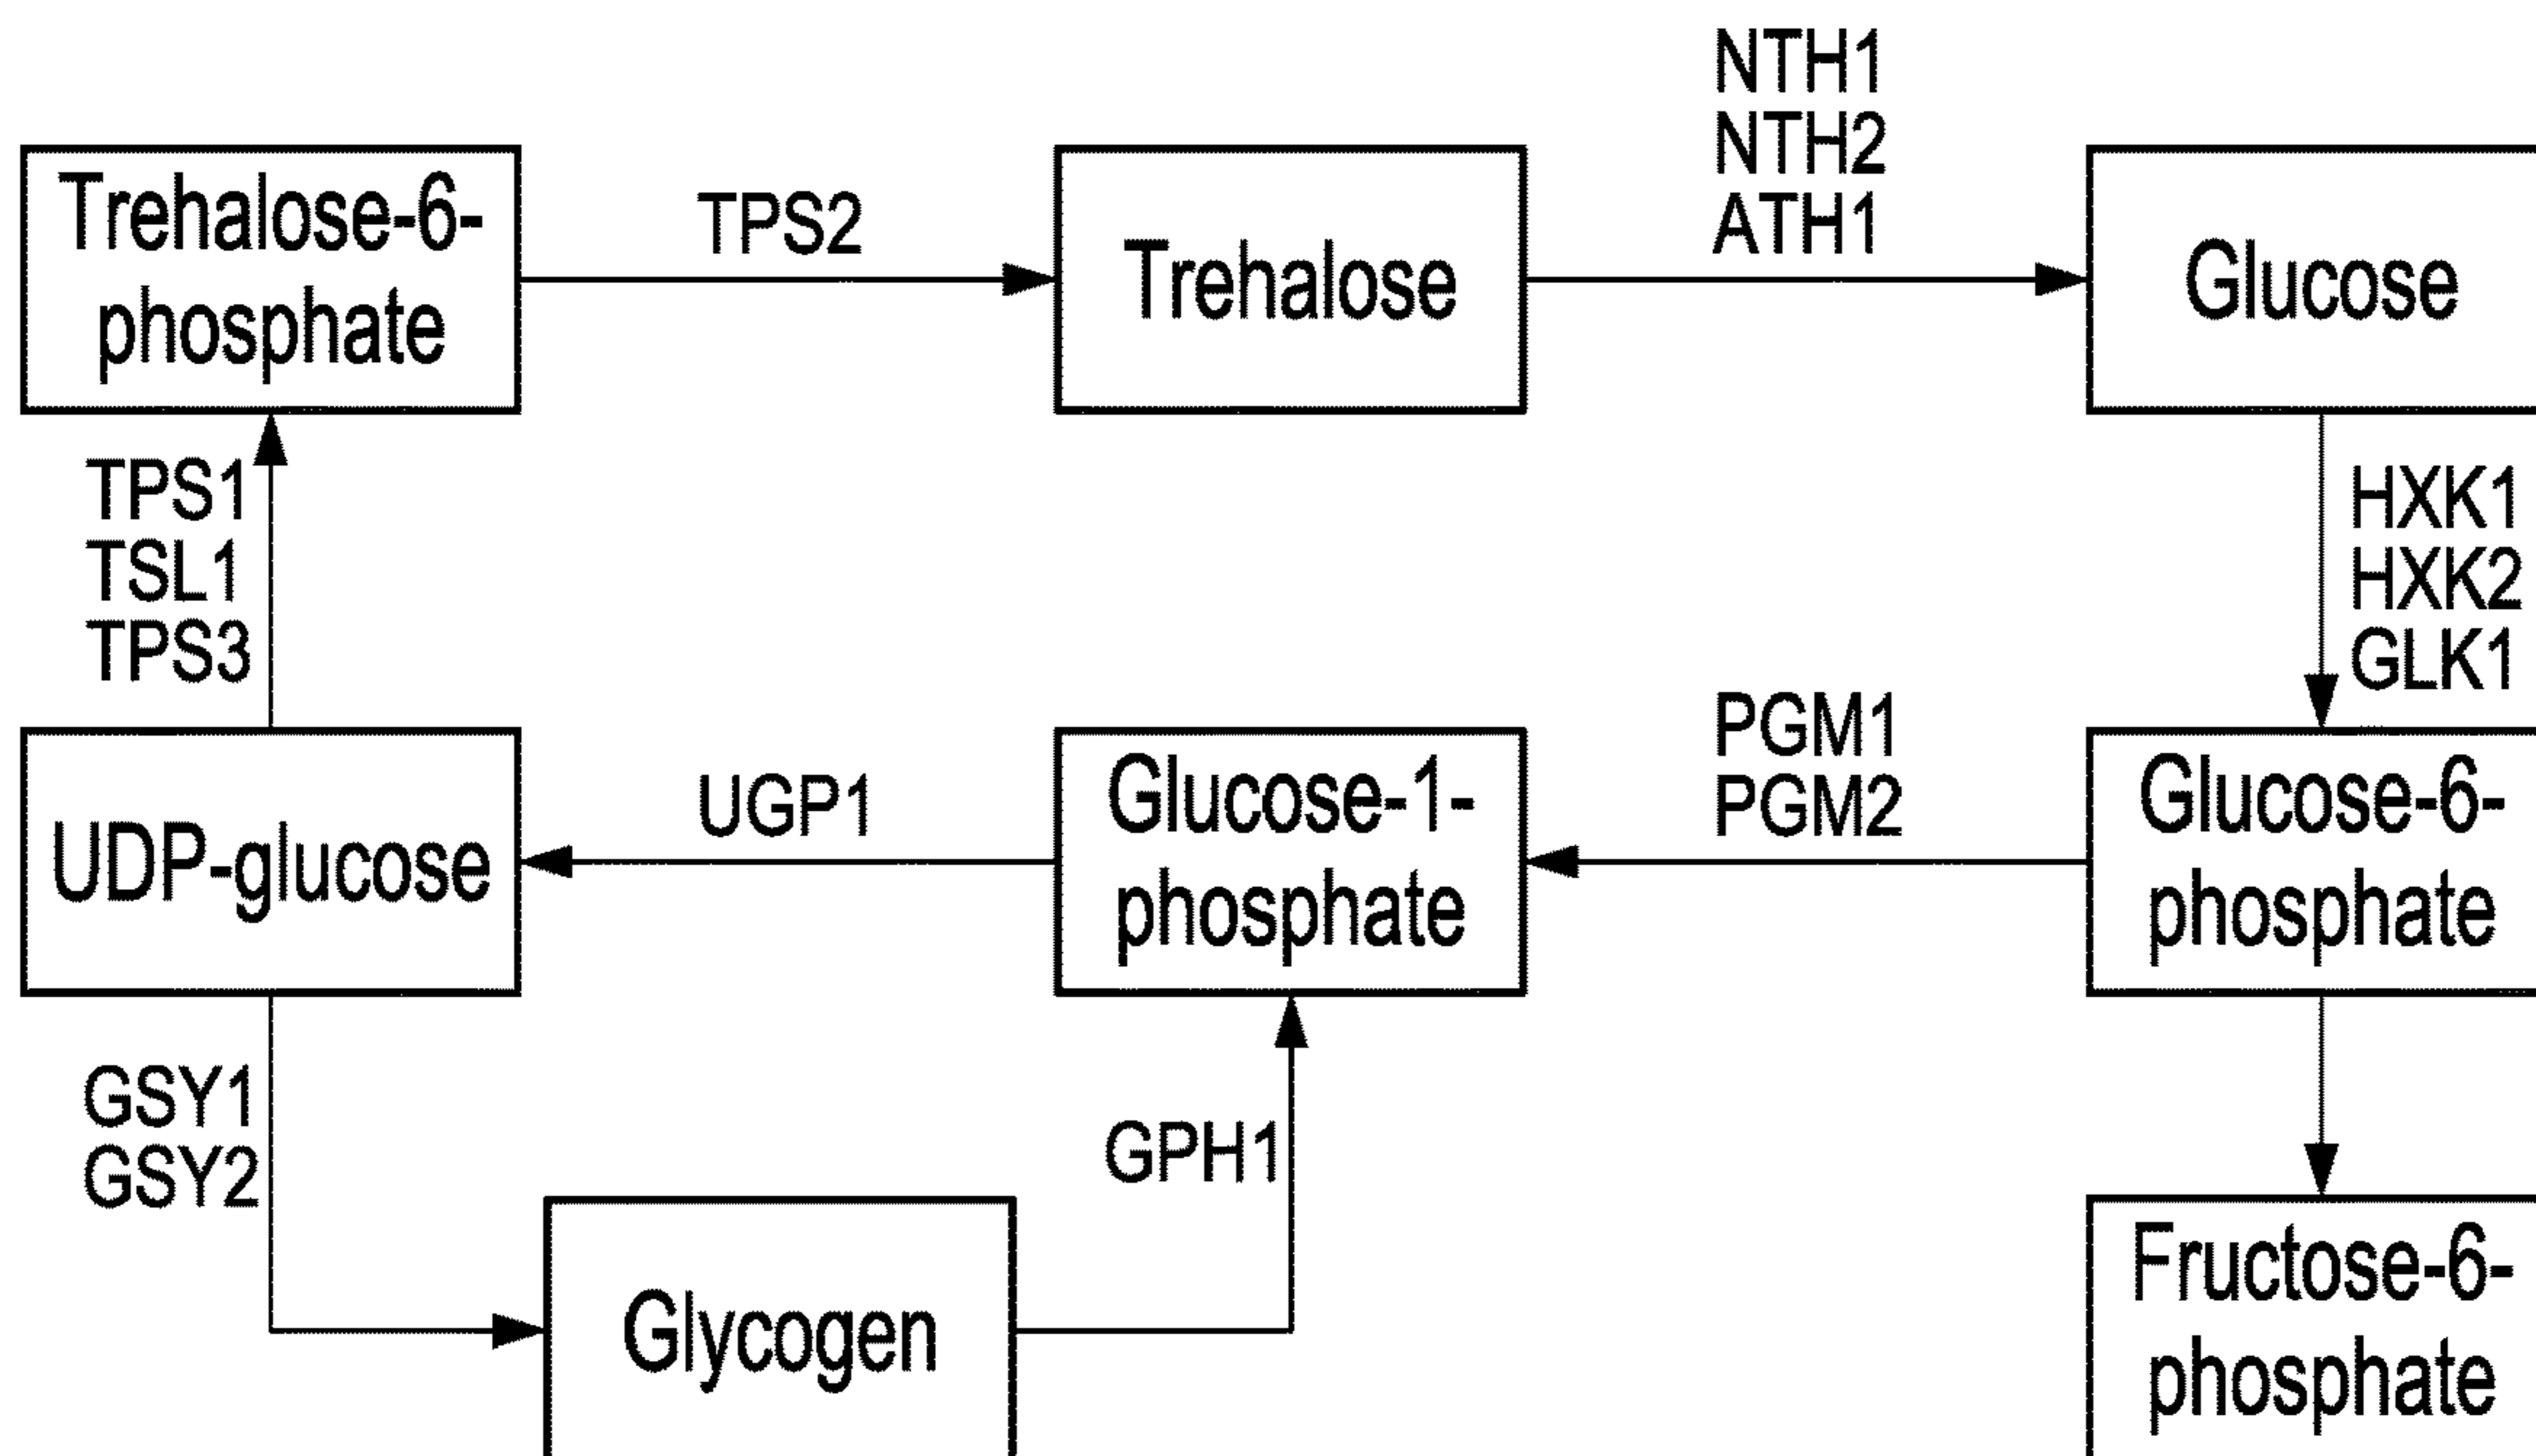 NTH1
NTH2
ATH1
Trehalose-6-
phosphate
TPS2
Trehalose
Glucose
TPS1
TSL1
TPS3
HXK1
HXK2
GLK1
UDP-glucose
UGP1
Glucose-1-
phosphate
PGM1
PGM2
Glucose-6-
phosphate
GSY1
GSY2
GPH1
Glycogen
Fructose-6-
phosphate